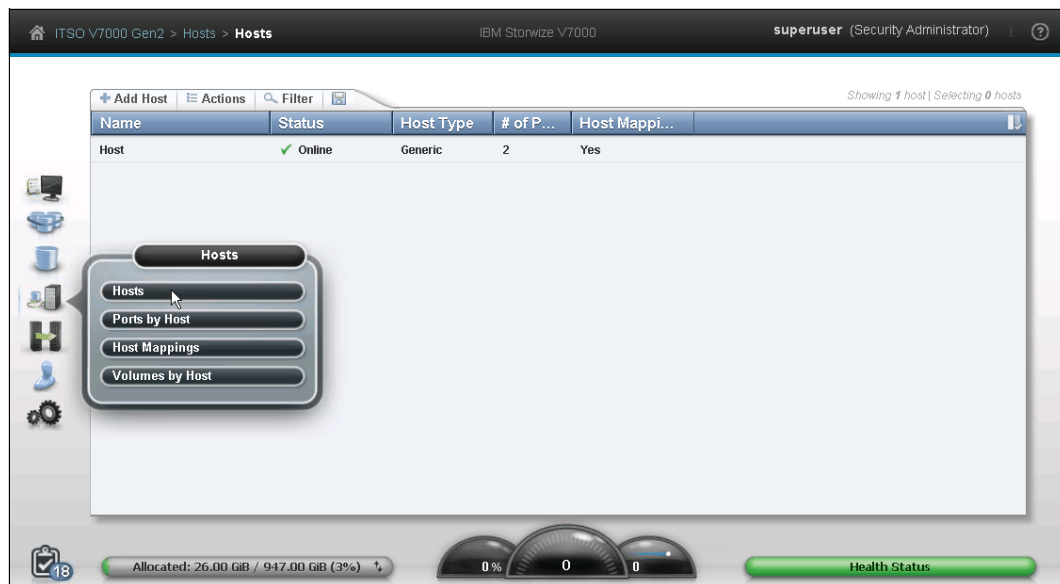 ITSO V7000 Gen2 > Hosts > Hosts
IBM Storwize V7000
superuser (Security Administrator) | ?
Add Host
Actions
Filter
Showing 1 host | Selecting 0 hosts
Name Status Host Type # of P... Host Mappi...
Host Online Generic 2 Yes
Hosts
Hosts
Ports by Host
Host Mappings
Volumes by Host
18
Allocated: 26.00 GiB / 947.00 GiB (3%)
0 %
0
0
Health Status